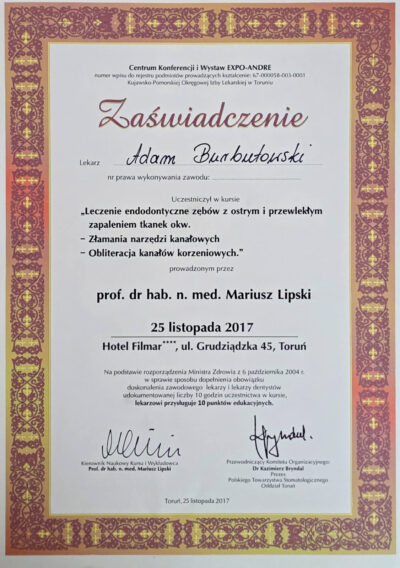 Centrum Konferencji i Wystaw EXPO-ANDRE
numer wpisu do rejestru podmiotów prowadzących kształcenie: 67-000058-003-0001
Kujawsko-Pomorskiej Okręgowej Izby Lekarskiej w Toruniu
Zaświadczenie
Lekarz Adam Burbutowski
nr prawa wykonywania zawodu:
Uczestniczył w kursie
„Leczenie endodontyczne zębów z ostrym i przewlekłym
zapaleniem tkanek okw.
– Złamania narzędzi kanałowych
– Obliteracja kanałów korzeniowych.”
prowadzonym przez
prof. dr hab. n. med. Mariusz Lipski
25 listopada 2017
Hotel Filmar****, ul. Grudziądzka 45, Toruń
Na podstawie rozporządzenia Ministra Zdrowia z 6 października 2004 r.
w sprawie sposobu dopełnienia obowiązku
doskonalenia zawodowego lekarzy i lekarzy dentystów
udokumentowanej liczby 10 godzin uczestnictwa w kursie,
lekarzowi przysługuje 10 punktów edukacyjnych.
Bryndal.
Kierownik Naukowy Kursu i Wykładowca
Prof. dr hab. n. med. Mariusz Lipski
Przewodniczący Komitetu Organizacyjnego
Dr Kazimierz Bryndal
Prezes
Polskiego Towarzystwa Stomatologicznego
Oddział Toruń
Toruń, 25 listopada 2017